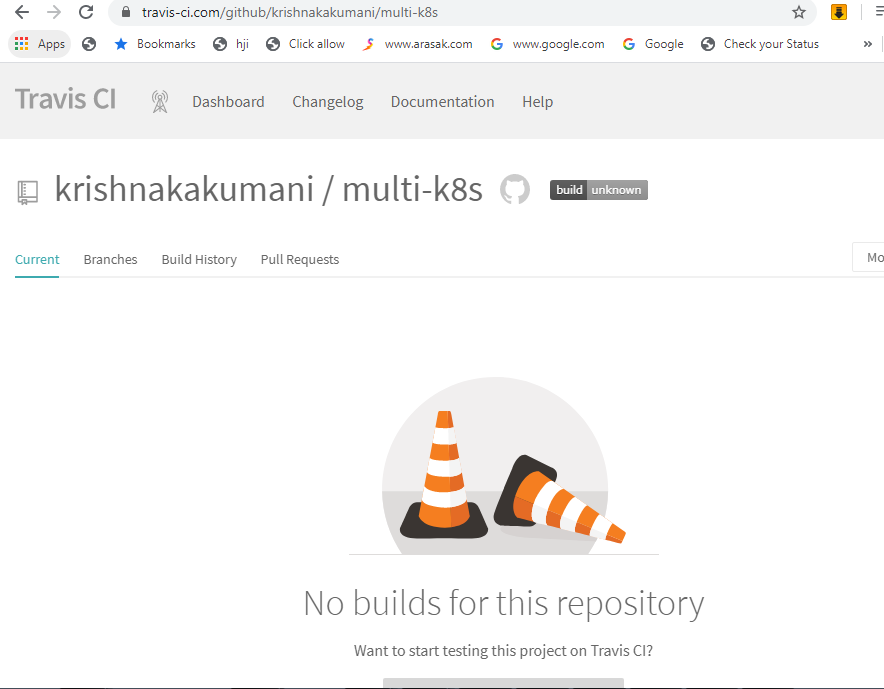 travis-ci.com/github/krishnakakumani/multi-k8s
Apps Bookmarks hji Click allow www.arasak.com www.google.com Google Check your Status »
Travis CI Dashboard Changelog Documentation Help
krishnakakumani / multi-k8s build unknown
Current Branches Build History Pull Requests Mo
No builds for this repository
Want to start testing this project on Travis CI?